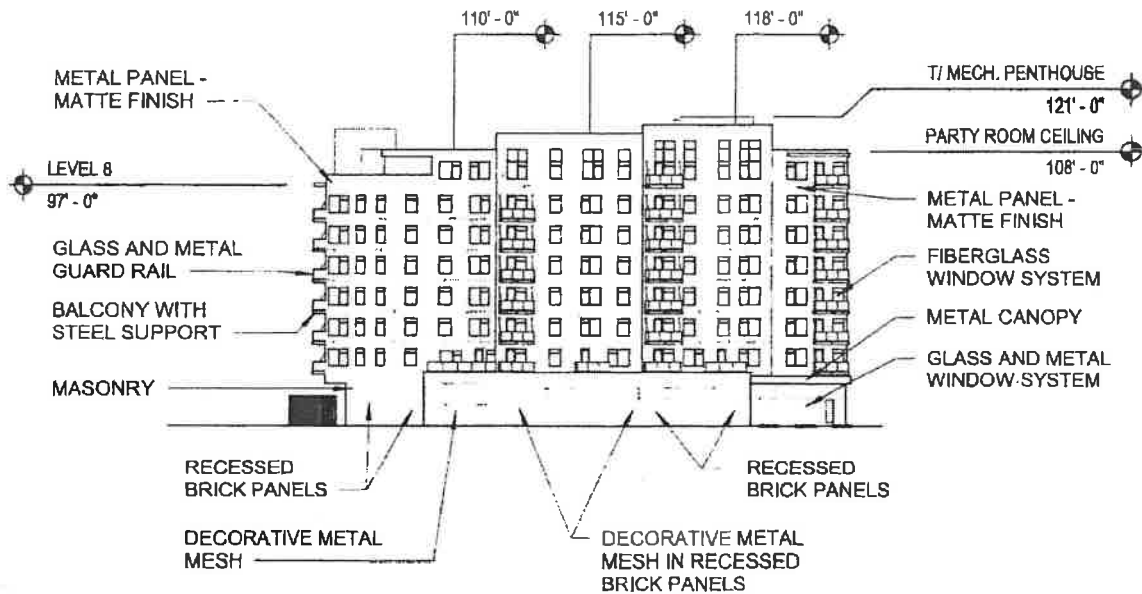 110' - 0"
115' - 0"
118' - 0"
METAL PANEL -
MATTE FINISH
T/ MECH. PENTHOUSE
121' - 0"
PARTY ROOM CEILING
108' - 0"
LEVEL 8
97' - 0"
METAL PANEL -
MATTE FINISH
GLASS AND METAL
GUARD RAIL
FIBERGLASS
WINDOW SYSTEM
BALCONY WITH
STEEL SUPPORT
METAL CANOPY
GLASS AND METAL
WINDOW SYSTEM
MASONRY
RECESSED
BRICK PANELS
RECESSED
BRICK PANELS
DECORATIVE METAL
MESH
DECORATIVE METAL
MESH IN RECESSED
BRICK PANELS